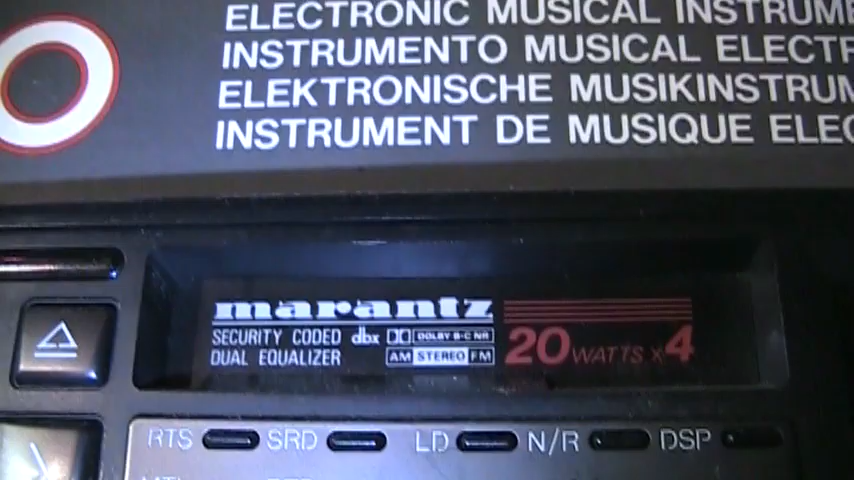 ELECTRONIC MUSICAL INSTRUME
INSTRUMENTO MUSICAL ELECTR
ELEKTRONISCHE MUSIKINSTRUM
INSTRUMENT DE MUSIQUE ELEC
marantz
SECURITY CODED dbx DOLBY B-C NR
DUAL EQUALIZER AM STEREO FM
20 WATTS x 4
RTS SRD LD N/R DSP